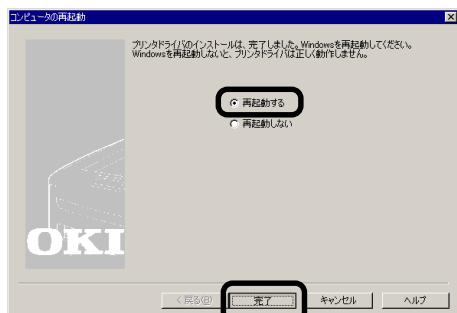 コンピュータの再起動
プリンタドライバのインストールは、完了しました。Windowsを再起動してください。
Windowsを再起動しないと、プリンタドライバは正しく動作しません。
再起動する
再起動しない
OKI
< 戻る(B)
完了
キャンセル
ヘルプ